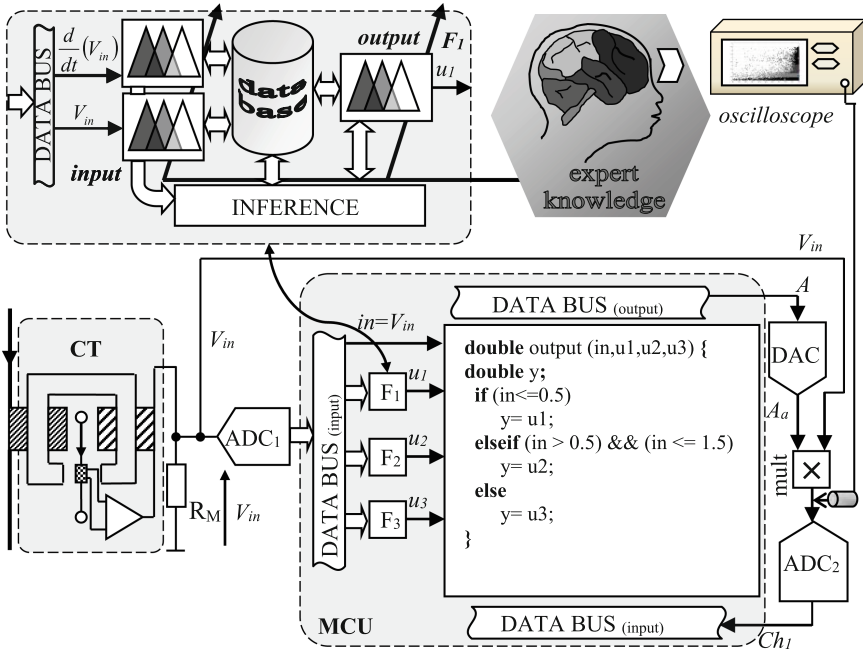 DATA BUS
d/dt (Vin)
Vin
input
data base
output
F1
u1
INFERENCE
expert
knowledge
oscilloscope
Vin
CT
Vin
ADC1
RM
Vin
DATA BUS (input)
in=Vin
F1
u1
F2
u2
F3
u3
DATA BUS (output)
double output (in,u1,u2,u3) {
double y;
if (in<=0.5)
y= u1;
elseif (in > 0.5) && (in <= 1.5)
y= u2;
else
y= u3;
}
MCU
DATA BUS (input)
A
DAC
Aa
mult
×
ADC2
Ch1